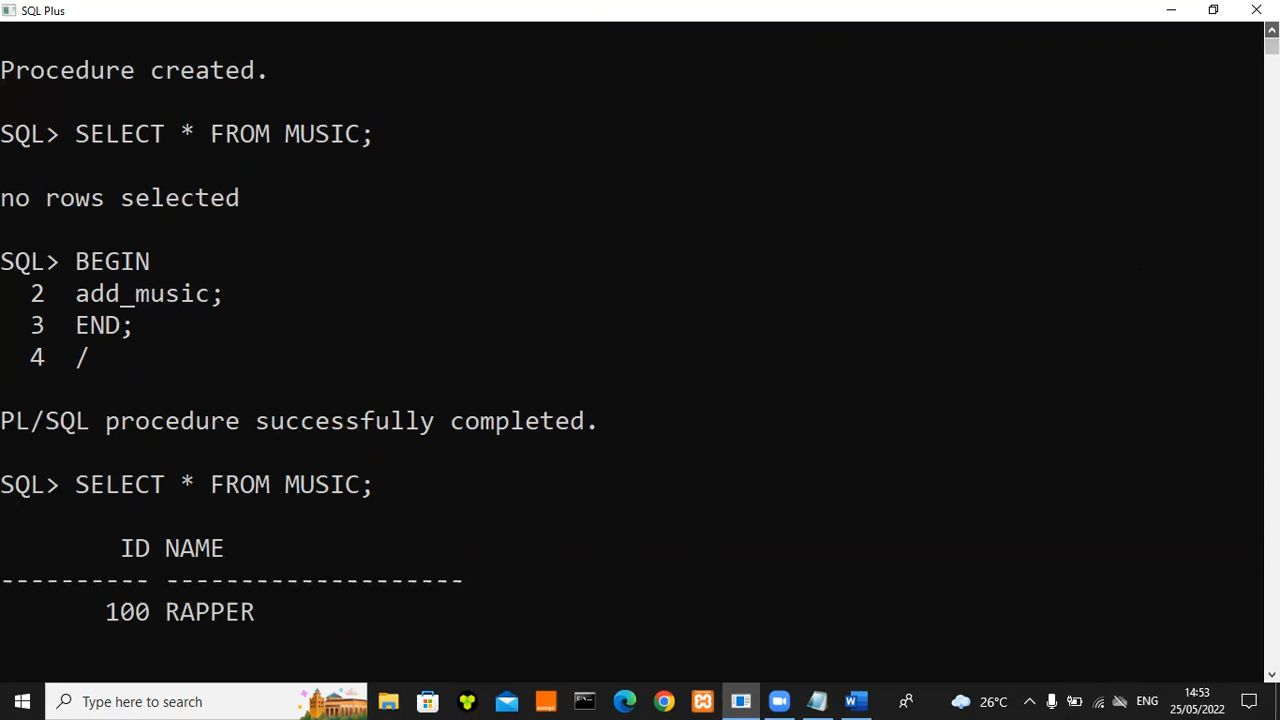 SQL Plus
Procedure created.
SQL> SELECT * FROM MUSIC;
no rows selected
SQL> BEGIN
2 add_music;
3 END;
4 /
PL/SQL procedure successfully completed.
SQL> SELECT * FROM MUSIC;
ID NAME
---------- --------------------
100 RAPPER
Type here to search
26°C
ENG
14:53
25/05/2022